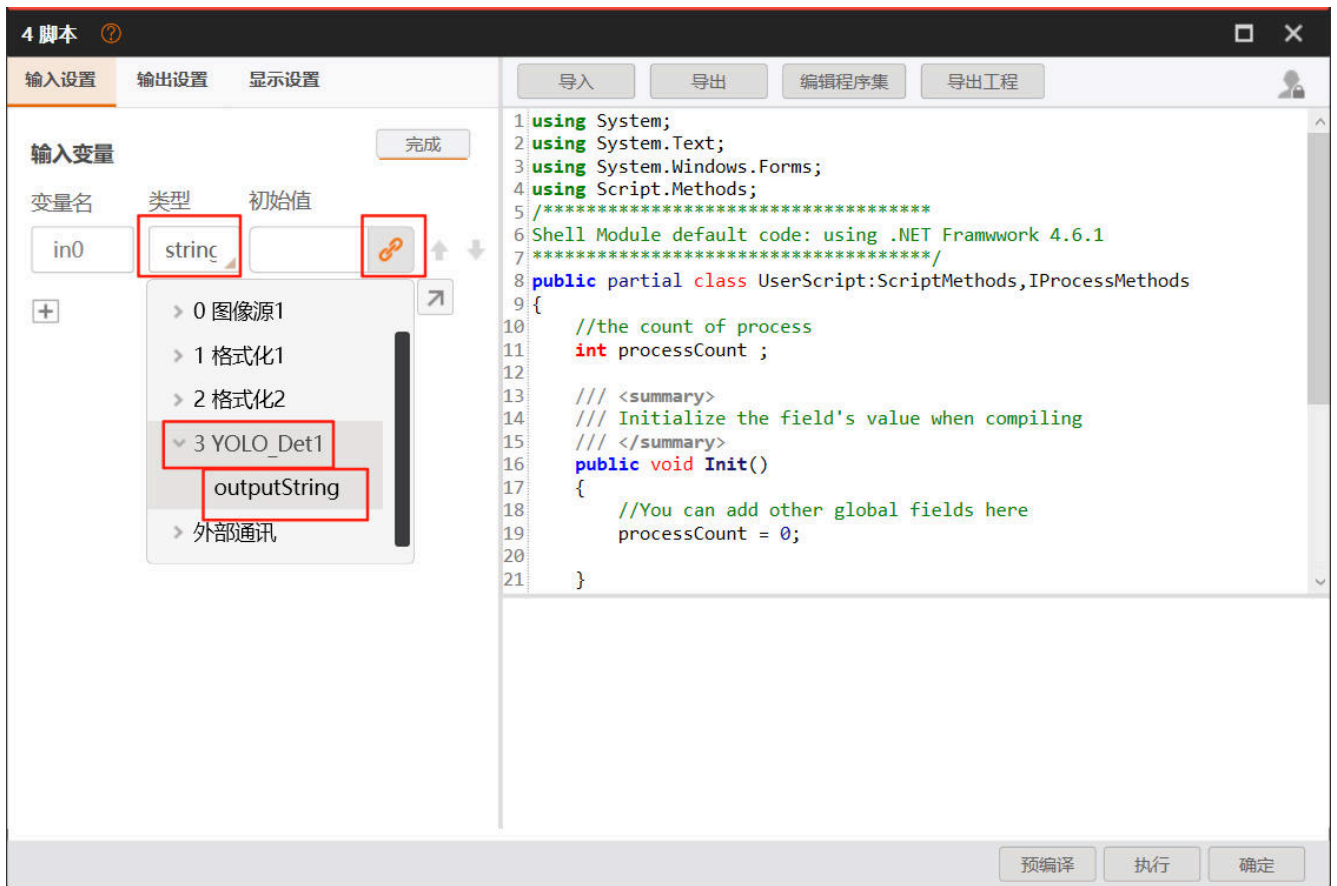 4 脚本
输入设置 输出设置 显示设置
导入 导出 编辑程序集 导出工程
输入变量 完成
变量名 类型 初始值
in0 string
0 图像源1
1 格式化1
2 格式化2
3 YOLO_Det1
outputString
外部通讯
1 using System;
2 using System.Text;
3 using System.Windows.Forms;
4 using Script.Methods;
5 /************************************
6 Shell Module default code: using .NET Framwwork 4.6.1
7 *************************************/
8 public partial class UserScript:ScriptMethods,IProcessMethods
9 {
10 //the count of process
11 int processCount ;
12
13 /// <summary>
14 /// Initialize the field's value when compiling
15 /// </summary>
16 public void Init()
17 {
18 //You can add other global fields here
19 processCount = 0;
20
21 }
预编译 执行 确定